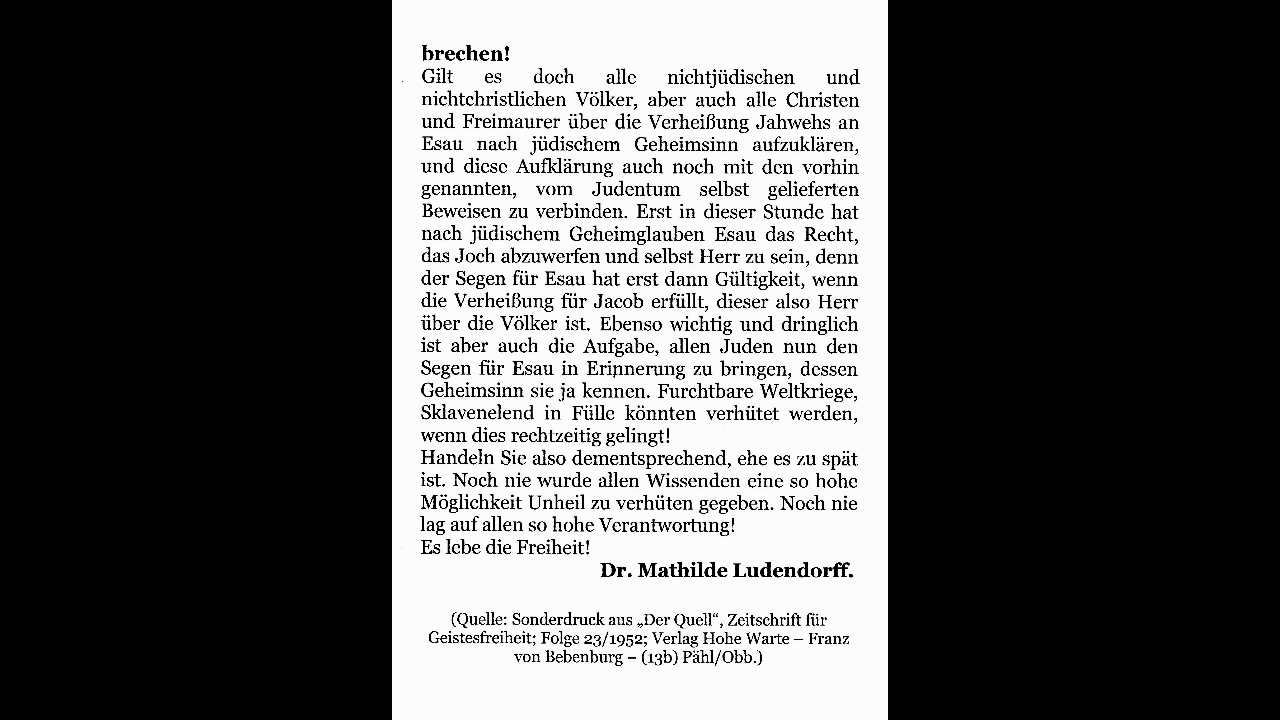 brechen!
Gilt es doch alle nichtjüdischen und
nichtchristlichen Völker, aber auch alle Christen
und Freimaurer über die Verheißung Jahwehs an
Esau nach jüdischem Geheimsinn aufzuklären,
und diese Aufklärung auch noch mit den vorhin
genannten, vom Judentum selbst gelieferten
Beweisen zu verbinden. Erst in dieser Stunde hat
nach jüdischem Geheimglauben Esau das Recht,
das Joch abzuwerfen und selbst Herr zu sein, denn
der Segen für Esau hat erst dann Gültigkeit, wenn
die Verheißung für Jacob erfüllt, dieser also Herr
über die Völker ist. Ebenso wichtig und dringlich
ist aber auch die Aufgabe, allen Juden nun den
Segen für Esau in Erinnerung zu bringen, dessen
Geheimsinn sie ja kennen. Furchtbare Weltkriege,
Sklavenelend in Fülle könnten verhütet werden,
wenn dies rechtzeitig gelingt!
Handeln Sie also dementsprechend, ehe es zu spät
ist. Noch nie wurde allen Wissenden eine so hohe
Möglichkeit Unheil zu verhüten gegeben. Noch nie
lag auf allen so hohe Verantwortung!
Es lebe die Freiheit!
Dr. Mathilde Ludendorff.
(Quelle: Sonderdruck aus „Der Quell“, Zeitschrift für
Geistesfreiheit; Folge 23/1952; Verlag Hohe Warte – Franz
von Bebenburg – (13b) Pähl/Obb.)